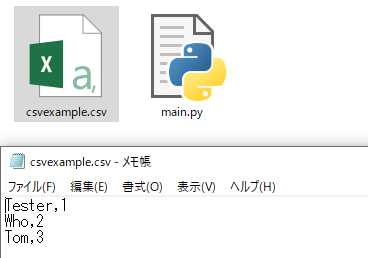 X
a,
csvexample.csv
main.py
csvexample.csv - メモ帳
ファイル(F) 編集(E) 書式(O) 表示(V) ヘルプ(H)
Tester,1
Who,2
Tom,3